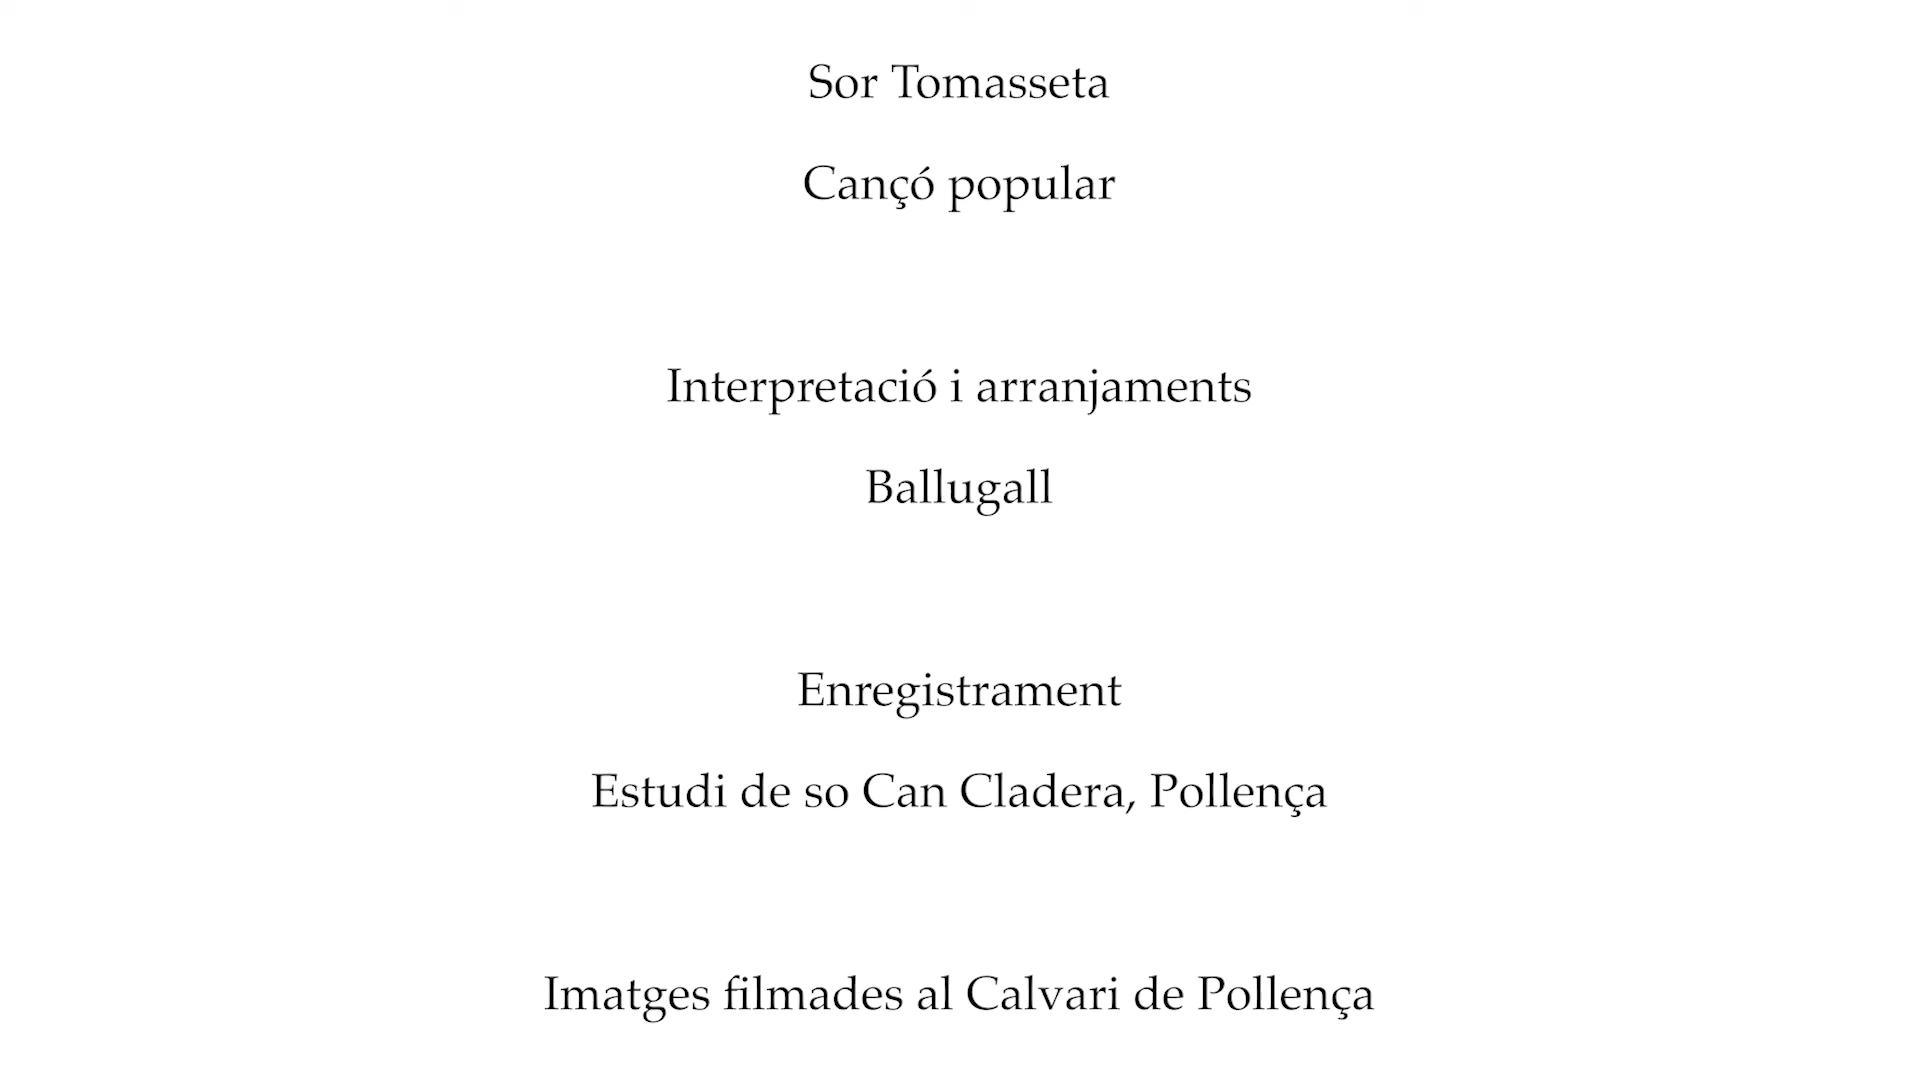 Sor Tomasseta
Cançó popular
Interpretació i arranjaments
Ballugall
Enregistrament
Estudi de so Can Cladera, Pollença
Imatges filmades al Calvari de Pollença